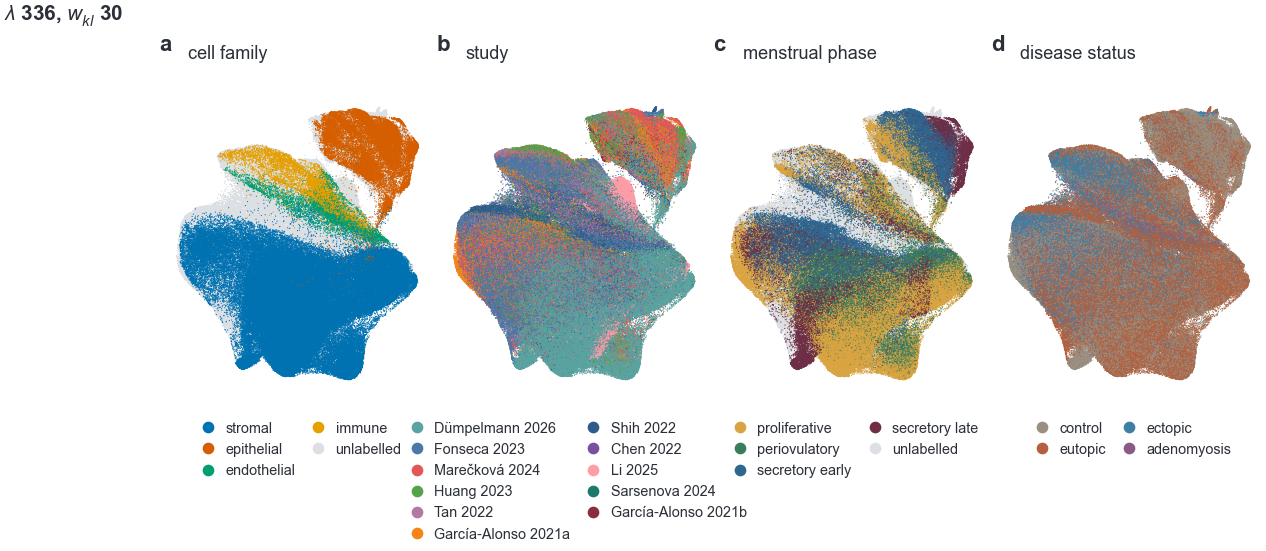 λ 336, w_kl 30
a cell family
b study
c menstrual phase
d disease status
stromal
epithelial
endothelial
immune
unlabelled
Dümpelmann 2026
Fonseca 2023
Marečková 2024
Huang 2023
Tan 2022
García-Alonso 2021a
Shih 2022
Chen 2022
Li 2025
Sarsenova 2024
García-Alonso 2021b
proliferative
periovulatory
secretory early
secretory late
unlabelled
control
eutopic
ectopic
adenomyosis